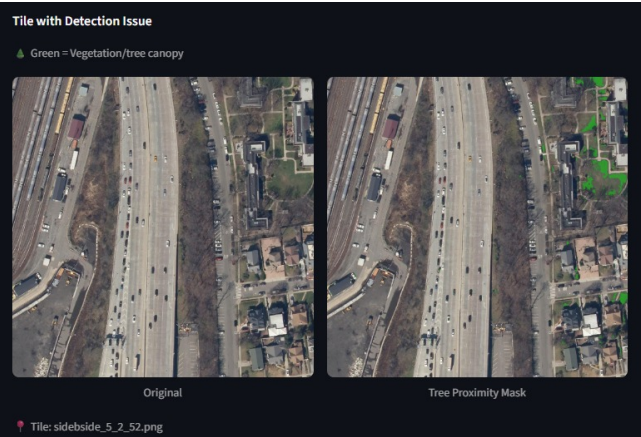 Tile with Detection Issue
Green = Vegetation/tree canopy
Original
Tree Proximity Mask
Tile: sidebside_5_2_52.png